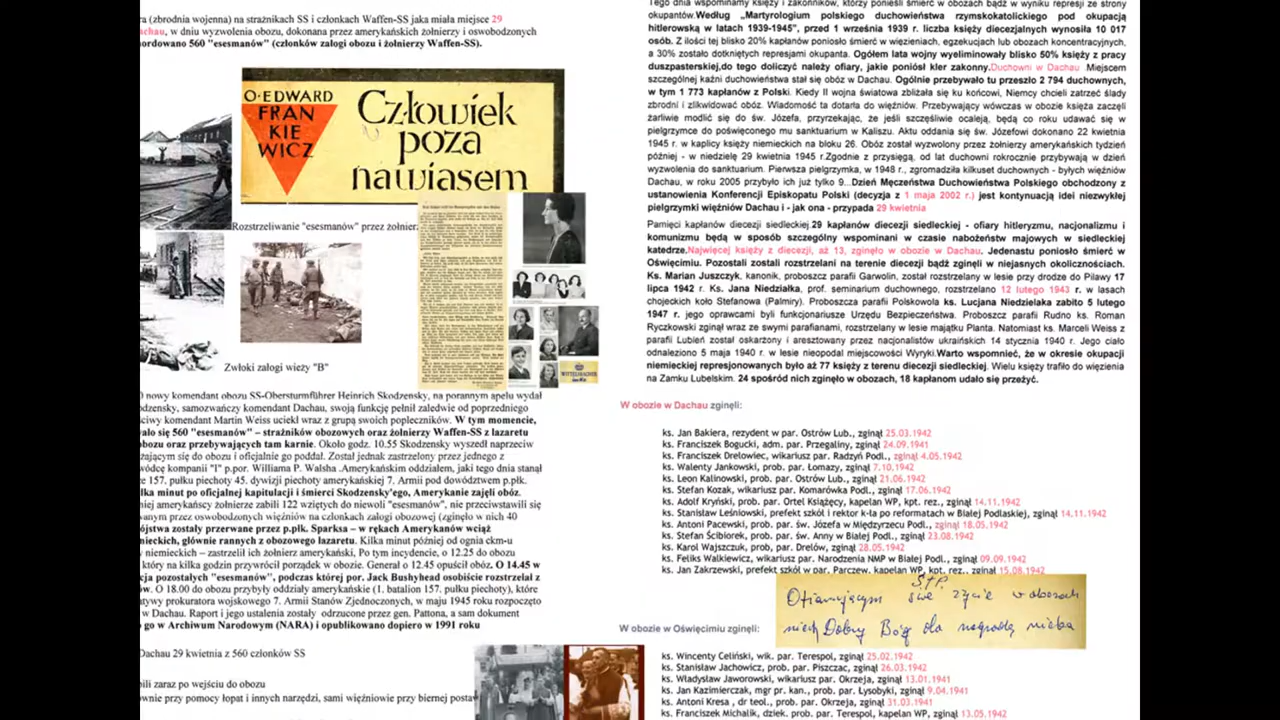 ra (zbrodnia wojenna) na strażnikach SS i członkach Waffen-SS jaka miała miejsce 29
achau, w dniu wyzwolenia obozu, dokonana przez amerykańskich żołnierzy i oswobodzonych
ordowano 560 "esesmanów" (członków załogi obozu i żołnierzy Waffen-SS).
O·EDWARD
FRAN
KIE
WICZ
Człowiek
poza
nawiasem
Rozstrzeliwanie "esesmanów" przez żołnier
Zwłoki załogi wieży "B"
0 nowy komendant obozu SS-Obersturmführer Heinrich Skodzensky, na porannym apelu wydał
odzensky, samozwańczy komendant Dachau, swoją funkcję pełnił zaledwie od poprzedniego
ciwy komendant Martin Weiss uciekł wraz z grupą swoich popleczników. W tym momencie,
ało się 560 "esesmanów" – strażników obozowych oraz żołnierzy Waffen-SS z lazaretu
obozu oraz przebywających tam karnie. Około godz. 10.55 Skodzensky wyszedł naprzeciw
żającym się do obozu i oficjalnie go poddał. Został jednak zastrzelony przez jednego z
wódcę kompanii "I" p.por. Williama P. Walsha .Amerykańskim oddziałem, jaki tego dnia stanął
ze 157. pułku piechoty 45. dywizji piechoty amerykańskiej 7. Armii pod dowództwem p.płk.
lka minut po oficjalnej kapitulacji i śmierci Skodzensky'ego, Amerykanie zajęli obóz.
merykańscy żołnierze zabili 122 wziętych do niewoli "esesmanów", nie przeciwstawili się
wanym przez oswobodzonych więźniów na członkach załogi obozowej (zginęło w nich 40
ójstwa zostały przerwane przez p.płk. Sparksa – w rękach Amerykanów wciąż
nieckich, głównie rannych z obozowego lazaretu. Kilka minut później od ognia ckm-u
y niemieckich – zastrzelił ich żołnierz amerykański, Po tym incydencie, o 12.25 do obozu
który na kilka godzin przywrócił porządek w obozie. Generał o 12.45 opuścił obóz. O 14.45 w
cja pozostałych "esesmanów", podczas której por. Jack Bushyhead osobiście rozstrzelał z
ów. O 18.00 do obozu przybyły oddziały amerykańskie (1. batalion 157. pułku piechoty), które
atywy prokuratora wojskowego 7. Armii Stanów Zjednoczonych, w maju 1945 roku rozpoczęto
w Dachau. Raport i jego ustalenia zostały odrzucone przez gen. Pattona, a sam dokument
o go w Archiwum Narodowym (NARA) i opublikowano dopiero w 1991 roku
Dachau 29 kwietnia z 560 członków SS
bili zaraz po wejściu do obozu
ównie przy pomocy łopat i innych narzędzi, sami więźniowie przy biernej postaw
Tego dnia wspominamy księży i zakonników, którzy ponieśli śmierć w obozach bądź w wyniku represji ze strony
okupantów.Według „Martyrologium polskiego duchowieństwa rzymskokatolickiego pod okupacją
hitlerowską w latach 1939-1945”, przed 1 września 1939 r. liczba księży diecezjalnych wynosiła 10 017
osób. Z ilości tej blisko 20% kapłanów poniosło śmierć w więzieniach, egzekucjach lub obozach koncentracyjnych,
a 30% zostało dotkniętych represjami okupanta. Ogółem lata wojny wyeliminowały blisko 50% księży z pracy
duszpasterskiej,do tego doliczyć należy ofiary, jakie poniósł kler zakonny.Duchowni w Dachau .Miejscem
szczególnej kaźni duchowieństwa stał się obóz w Dachau. Ogólnie przebywało tu przeszło 2 794 duchownych,
w tym 1 773 kapłanów z Polski. Kiedy II wojna światowa zbliżała się ku końcowi, Niemcy chcieli zatrzeć ślady
zbrodni i zlikwidować obóz. Wiadomość ta dotarła do więźniów. Przebywający wówczas w obozie księża zaczęli
żarliwie modlić się do św. Józefa, przyrzekając, że jeśli szczęśliwie ocaleją, będą co roku udawać się w
pielgrzymce do poświęconego mu sanktuarium w Kaliszu. Aktu oddania się św. Józefowi dokonano 22 kwietnia
1945 r. w kaplicy księży niemieckich na bloku 26. Obóz został wyzwolony przez żołnierzy amerykańskich tydzień
później - w niedzielę 29 kwietnia 1945 r.Zgodnie z przysięgą, od lat duchowni rokrocznie przybywają w dzień
wyzwolenia do sanktuarium. Pierwsza pielgrzymka, w 1948 r., zgromadziła kilkuset duchownych - byłych więźniów
Dachau, w roku 2005 przybyło ich już tylko 9...Dzień Męczeństwa Duchowieństwa Polskiego obchodzony z
ustanowienia Konferencji Episkopatu Polski (decyzja z 1 maja 2002 r.) jest kontynuacją idei niezwykłej
pielgrzymki więźniów Dachau i - jak ona - przypada 29 kwietnia
Pamięci kapłanów diecezji siedleckiej.29 kapłanów diecezji siedleckiej - ofiary hitleryzmu, nacjonalizmu i
komunizmu będą w sposób szczególny wspominani w czasie nabożeństw majowych w siedleckiej
katedrze.Najwięcej księży z diecezji, aż 13, zginęło w obozie w Dachau. Jedenastu poniosło śmierć w
Oświęcimiu. Pozostali zostali rozstrzelani na terenie diecezji bądź zginęli w niejasnych okolicznościach.
Ks. Marian Juszczyk, kanonik, proboszcz parafii Garwolin, został rozstrzelany w lesie przy drodze do Pilawy 17
lipca 1942 r. Ks. Jana Niedziałka, prof. seminarium duchownego, rozstrzelano 12 lutego 1943 r. w lasach
chojeckich koło Stefanowa (Palmiry). Proboszcza parafii Polskowola ks. Lucjana Niedzielaka zabito 5 lutego
1947 r. jego oprawcami byli funkcjonariusze Urzędu Bezpieczeństwa. Proboszcz parafii Rudno ks. Roman
Ryczkowski zginął wraz ze swymi parafianami, rozstrzelany w lesie majątku Planta. Natomiast ks. Marceli Weiss z
parafii Lubień został oskarżony i aresztowany przez nacjonalistów ukraińskich 14 stycznia 1940 r. Jego ciało
odnaleziono 5 maja 1940 r. w lesie nieopodal miejscowości Wyryki.Warto wspomnieć, że w okresie okupacji
niemieckiej represjonowanych było aż 77 księży z terenu diecezji siedleckiej. Wielu księży trafiło do więzienia
na Zamku Lubelskim. 24 spośród nich zginęło w obozach, 18 kapłanom udało się przeżyć.
W obozie w Dachau zginęli:
ks. Jan Bakiera, rezydent w par. Ostrów Lub., zginął 25.03.1942
ks. Franciszek Bogucki, adm. par. Przegaliny, zginął 24.09.1941
ks. Franciszek Drelowiec, wikariusz par. Radzyń Podl., zginął 4.05.1942
ks. Walenty Jankowski, prob. par. Łomazy, zginął 7.10.1942
ks. Leon Kalinowski, prob. par. Ostrów Lub., zginął 21.06.1942
ks. Stefan Kozak, wikariusz par. Komarówka Podl., zginął 17.06.1942
ks. Adolf Kryński, prob. par. Ortel Książęcy, kapelan WP, kpt. rez., zginął 14.11.1942
ks. Stanisław Leśniowski, prefekt szkół i rektor k-ła po reformatach w Białej Podlaskiej, zginął 14.11.1942
ks. Antoni Pacewski, prob. par. św. Józefa w Międzyrzecu Podl., zginął 18.05.1942
ks. Stefan Ścibiorek, prob. par. św. Anny w Białej Podl., zginął 23.08.1942
ks. Karol Wajszczuk, prob, par. Drelów, zginął 28.05.1942
ks. Feliks Walkiewicz, wikariusz par. Narodzenia NMP w Białej Podl., zginął 09.09.1942
ks. Jan Zakrzewski, prefekt szkół w par. Parczew, kapelan WP, kpt. rez., zginął 15.08.1942
Ofiarującym swe życie w obozach
niech Dobry Bóg da nagrodę nieba
W obozie w Oświęcimiu zginęli:
ks. Wincenty Celiński, wik. par. Terespol, zginął 25.02.1942
ks. Stanisław Jachowicz, prob. par. Piszczac, zginął 26.03.1942
ks. Władysław Jaworowski, wikariusz par. Okrzeja, zginął 13.01.1941
ks. Jan Kazimierczak, mgr pr. kan., prob. par. Łysobyki, zginął 9.04.1941
ks. Antoni Kresa , dr teol., prob. par. Okrzeja, zginął 31.03.1941
ks. Franciszek Michalik, dziek. prob. par. Terespol, kapelan WP, zginął 13.05.1942